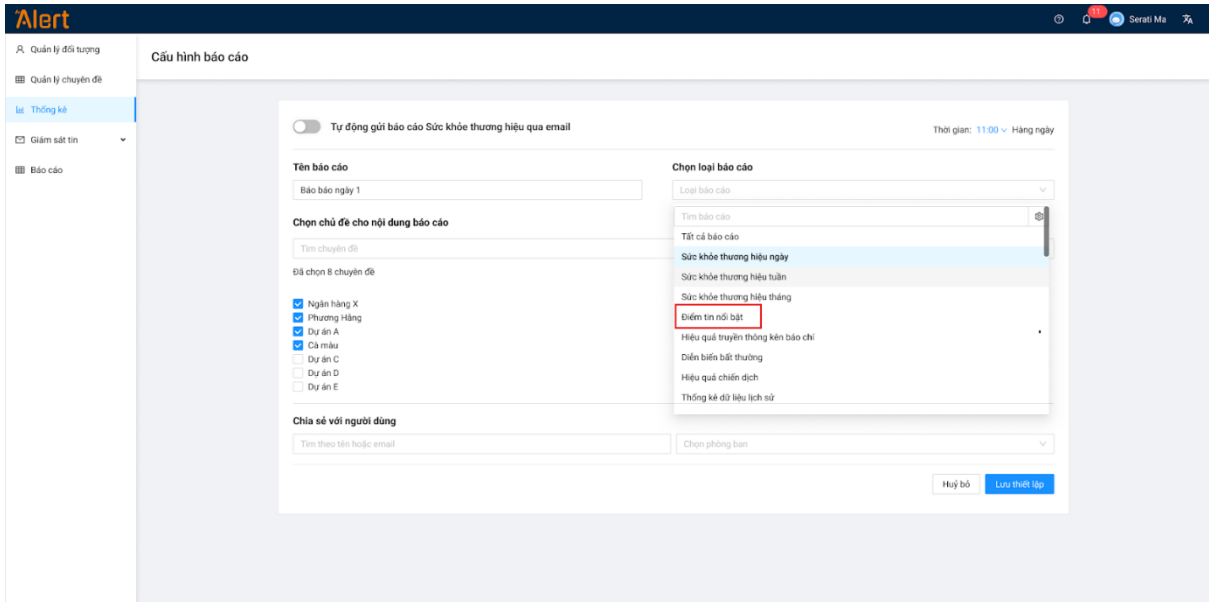 Alert
11
Serati Ma
Quản lý đối tượng
Quản lý chuyên đề
Thống kê
Giám sát tin
Báo cáo
Cấu hình báo cáo
Tự động gửi báo cáo Sức khỏe thương hiệu qua email
Thời gian: 11:00 Hàng ngày
Tên báo cáo
Báo báo ngày 1
Chọn loại báo cáo
Loại báo cáo
Tìm báo cáo
Tất cả báo cáo
Sức khỏe thương hiệu ngày
Sức khỏe thương hiệu tuần
Sức khỏe thương hiệu tháng
Điểm tin nổi bật
Hiệu quả truyền thông kên báo chí
Diễn biến bất thường
Hiệu quả chiến dịch
Thống kê dữ liệu lịch sử
Chọn chủ đề cho nội dung báo cáo
Tìm chuyên đề
Đã chọn 8 chuyên đề
Ngân hàng X
Phương Hằng
Dự án A
Cà màu
Dự án C
Dự án D
Dự án E
Chia sẻ với người dùng
Tìm theo tên hoặc email
Chọn phòng ban
Huỷ bỏ
Lưu thiết lập